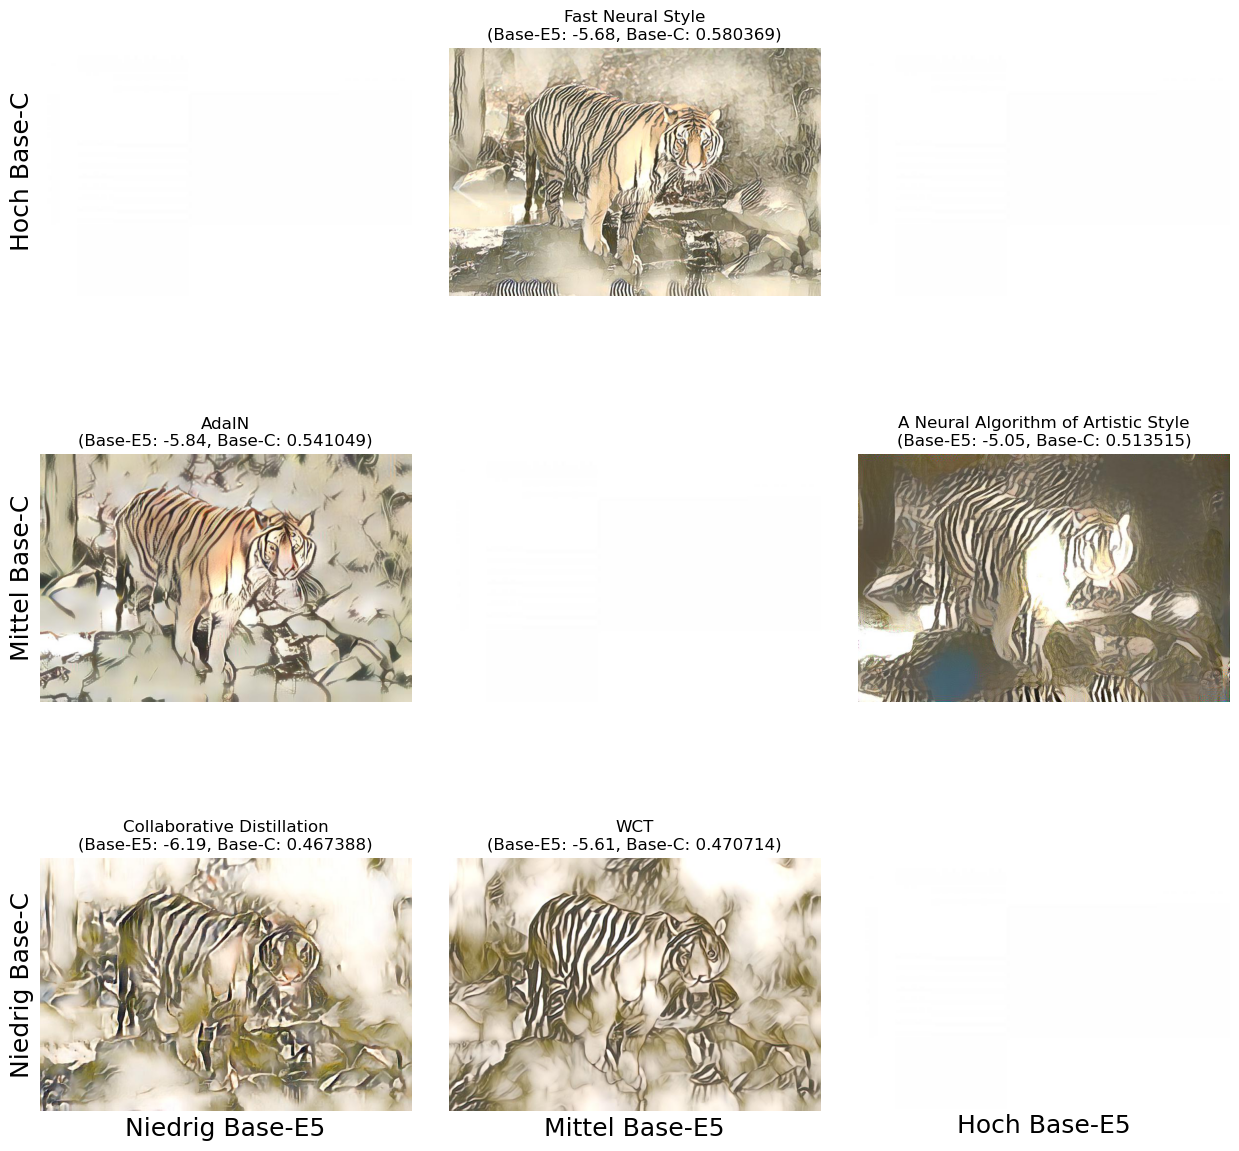 Fast Neural Style
(Base-E5: -5.68, Base-C: 0.580369)
Hoch Base-C
AdaIN
(Base-E5: -5.84, Base-C: 0.541049)
A Neural Algorithm of Artistic Style
(Base-E5: -5.05, Base-C: 0.513515)
Mittel Base-C
Collaborative Distillation
(Base-E5: -6.19, Base-C: 0.467388)
WCT
(Base-E5: -5.61, Base-C: 0.470714)
Niedrig Base-C
Niedrig Base-E5
Mittel Base-E5
Hoch Base-E5